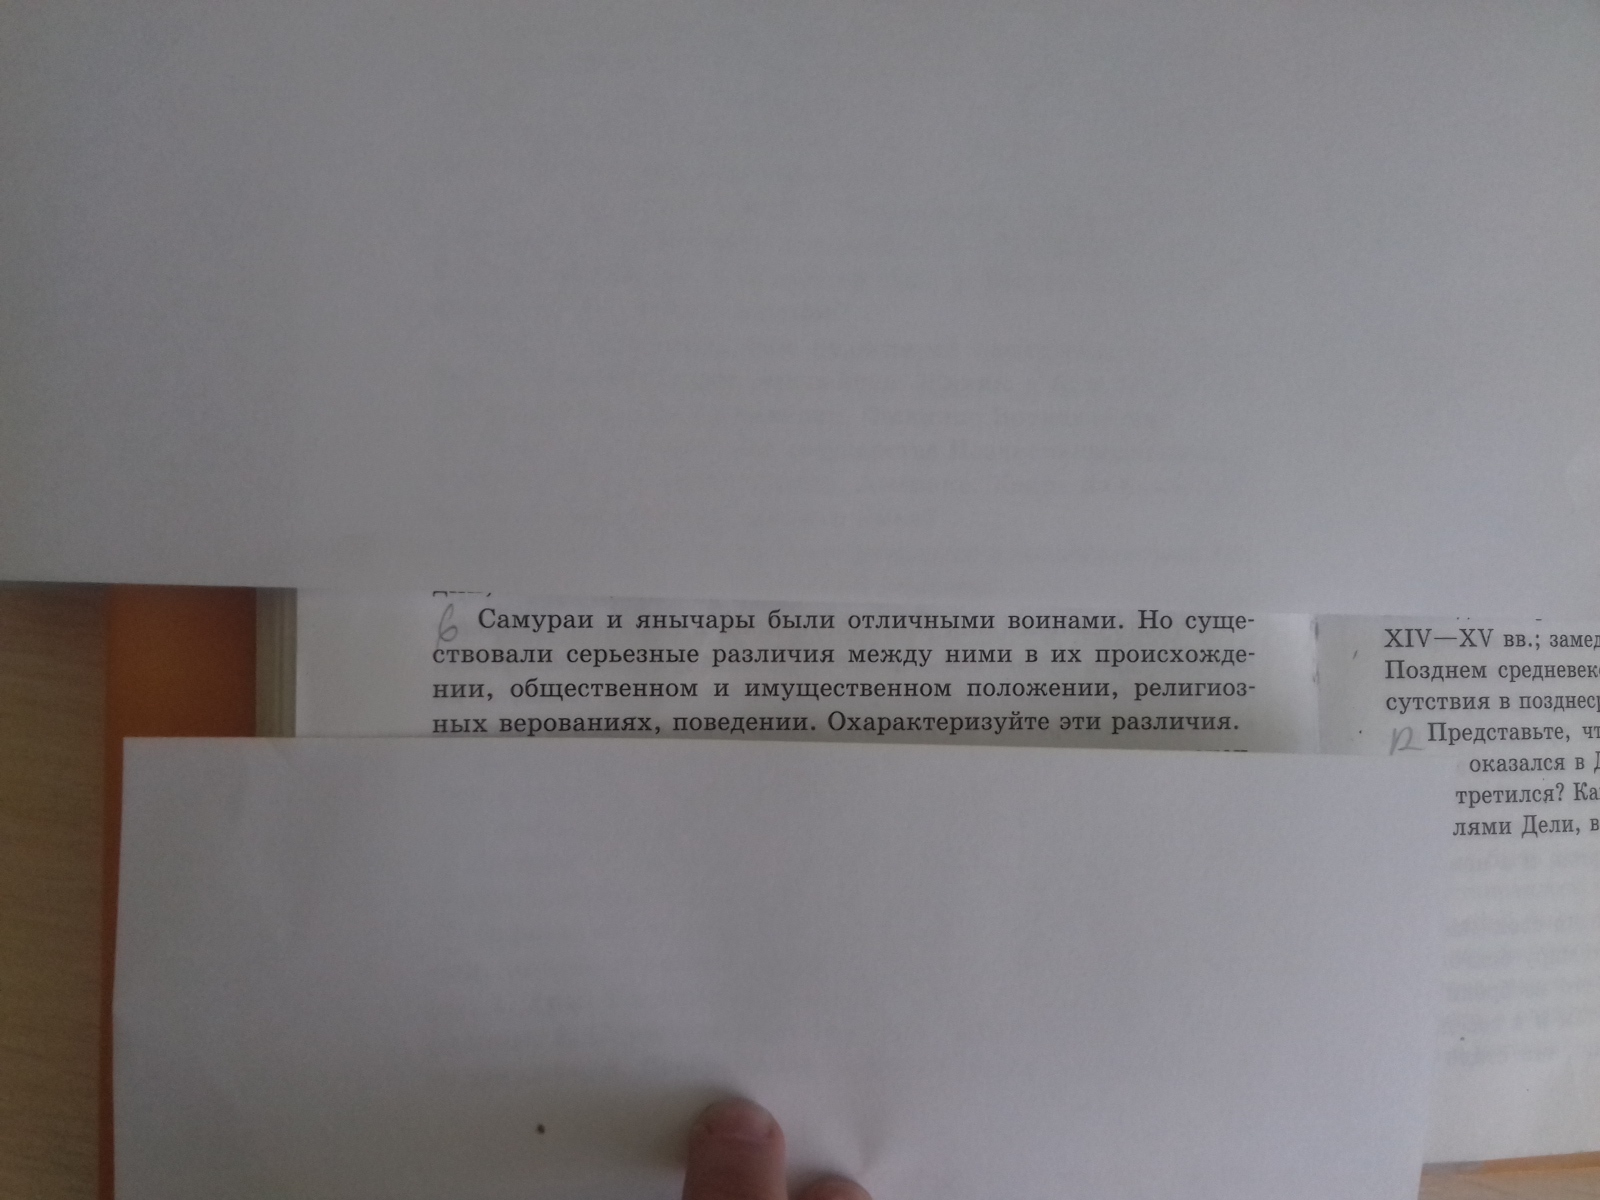 6 Самураи и янычары были отличными воинами. Но суще-
ствовали серьезные различия между ними в их происхожде-
нии, общественном и имущественном положении, религиоз-
ных верованиях, поведении. Охарактеризуйте эти различия.
XIV—XV вв.; замед
Позднем средневеко
сутствия в позднеср
12 Представьте, чт
оказался в Д
третился? Ка
лями Дели, в